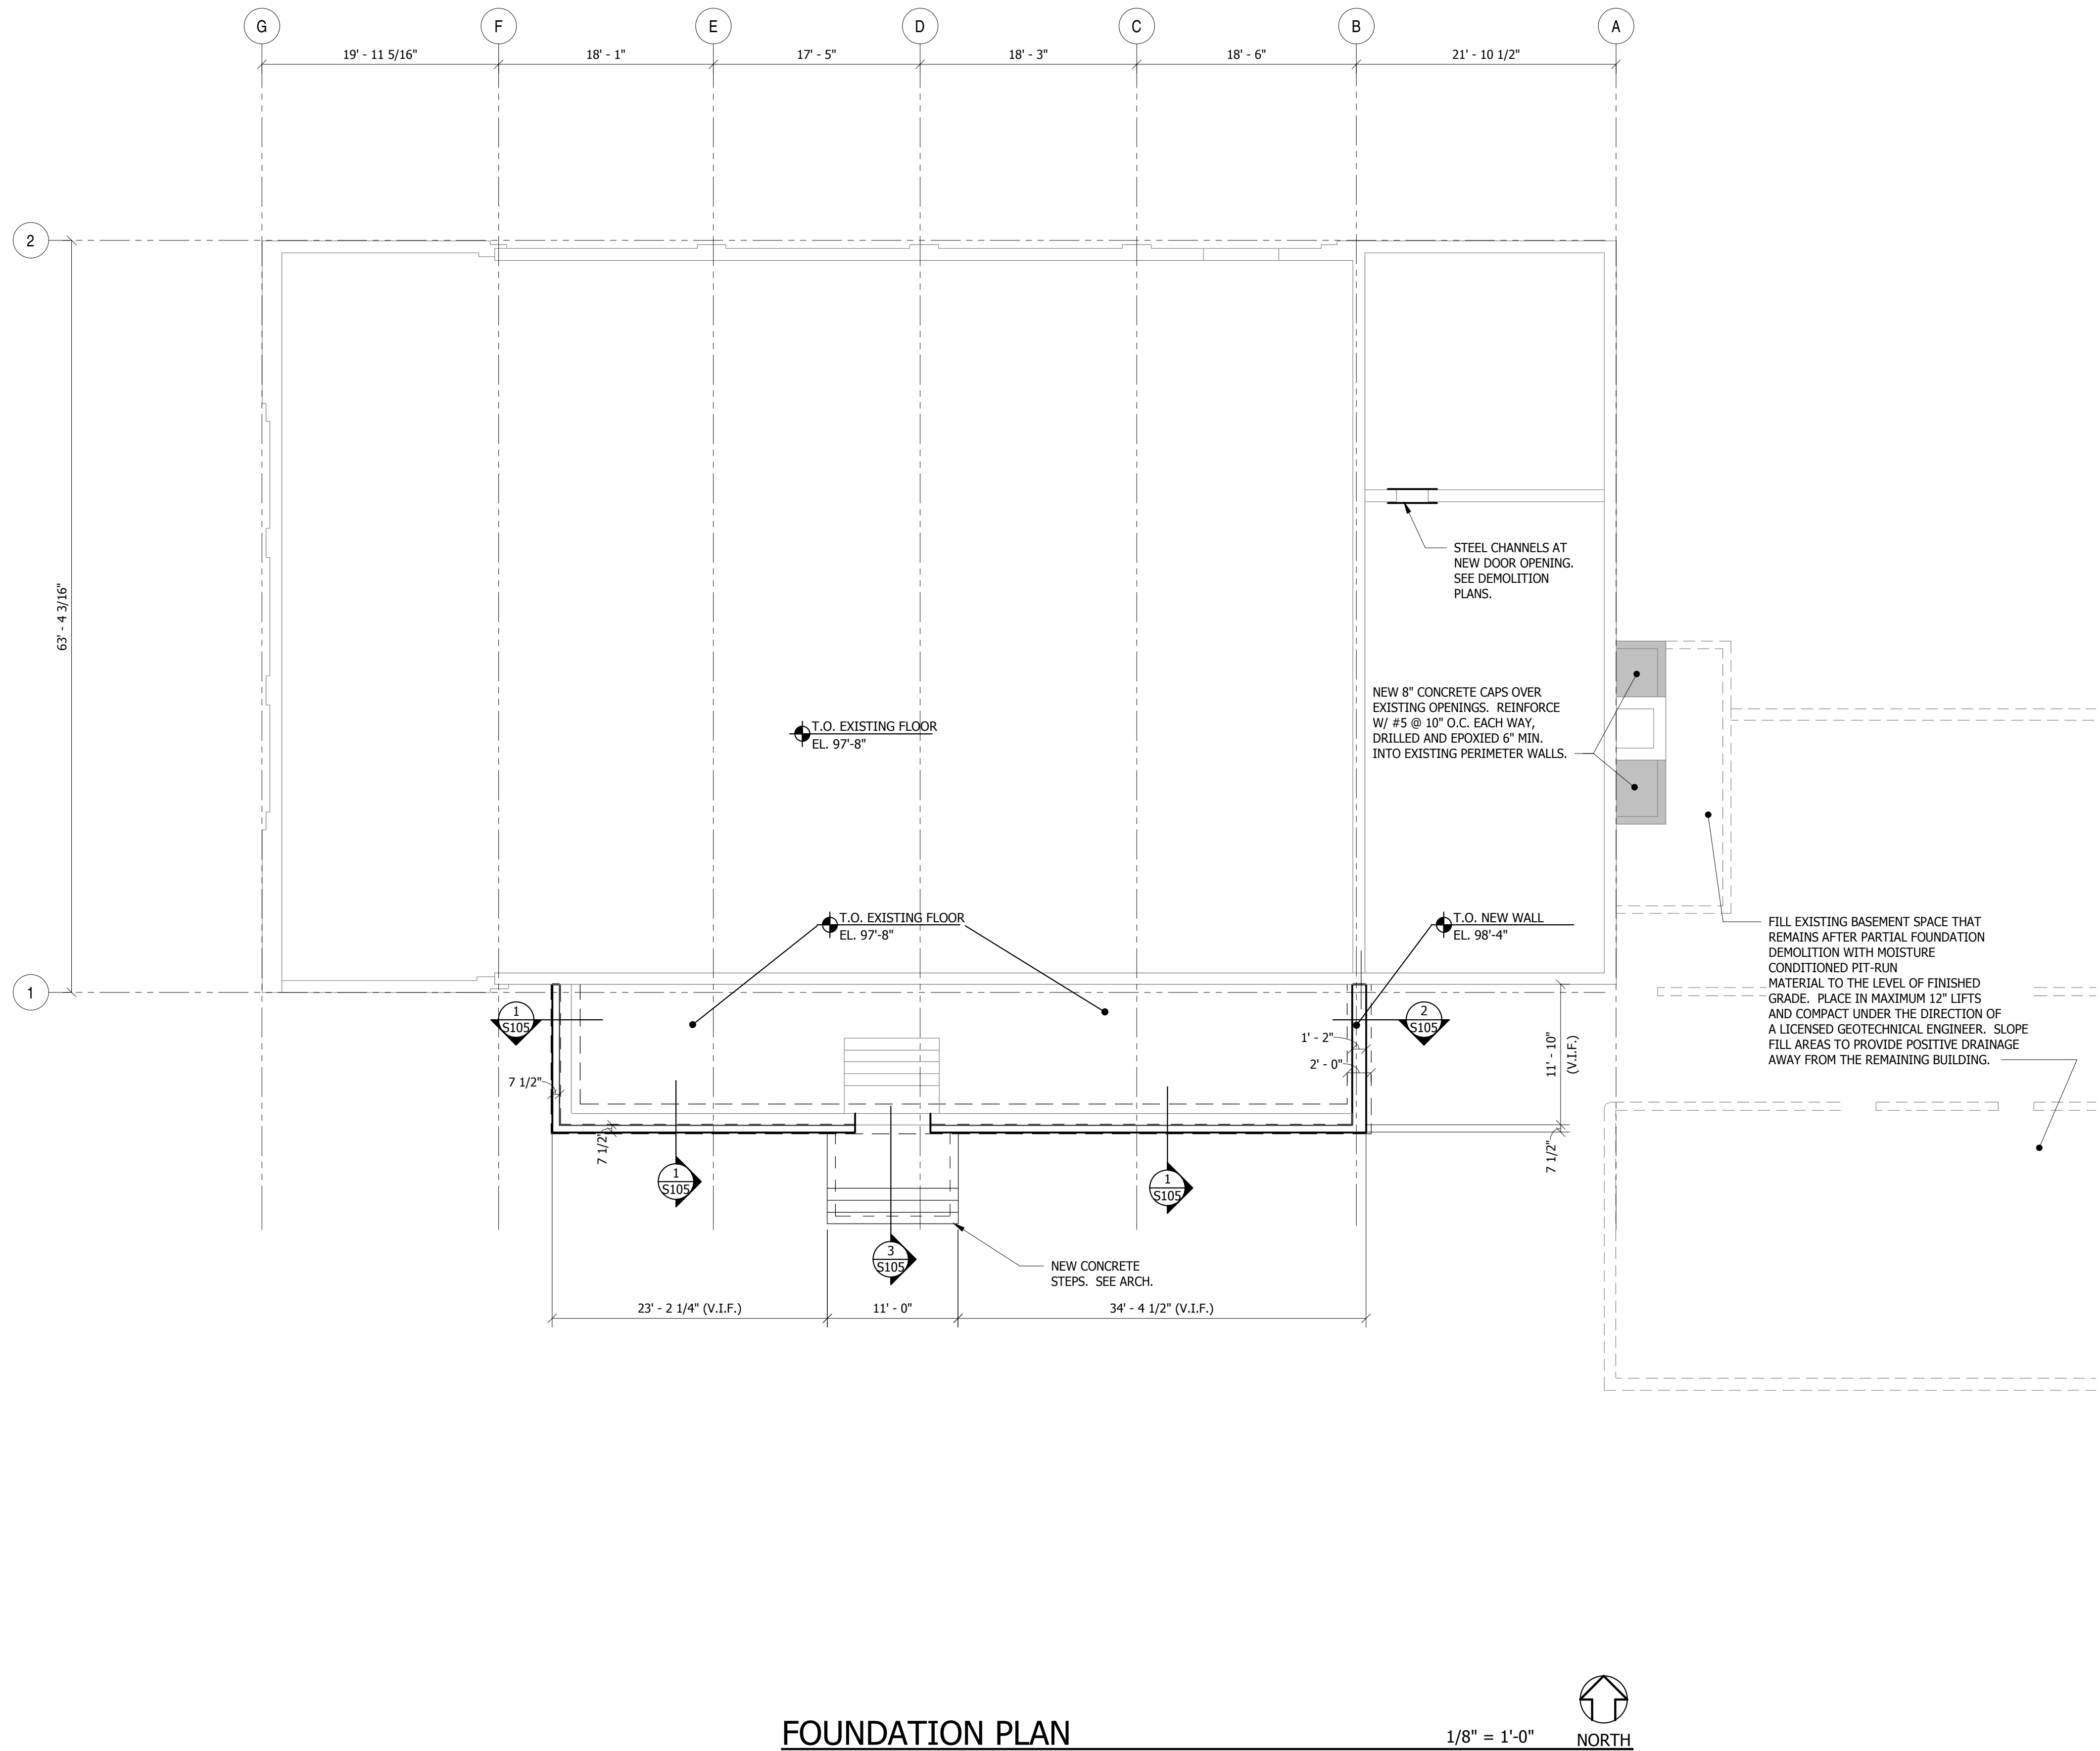 G F E D C B A
19' - 11 5/16" 18' - 1" 17' - 5" 18' - 3" 18' - 6" 21' - 10 1/2"
2
63' - 4 3/16"
1
STEEL CHANNELS AT
NEW DOOR OPENING.
SEE DEMOLITION
PLANS.
NEW 8" CONCRETE CAPS OVER
EXISTING OPENINGS. REINFORCE
W/ #5 @ 10" O.C. EACH WAY,
DRILLED AND EPOXIED 6" MIN.
INTO EXISTING PERIMETER WALLS.
T.O. EXISTING FLOOR
EL. 97'-8"
T.O. EXISTING FLOOR
EL. 97'-8"
T.O. NEW WALL
EL. 98'-4"
FILL EXISTING BASEMENT SPACE THAT
REMAINS AFTER PARTIAL FOUNDATION
DEMOLITION WITH MOISTURE
CONDITIONED PIT-RUN
MATERIAL TO THE LEVEL OF FINISHED
GRADE. PLACE IN MAXIMUM 12" LIFTS
AND COMPACT UNDER THE DIRECTION OF
A LICENSED GEOTECHNICAL ENGINEER. SLOPE
FILL AREAS TO PROVIDE POSITIVE DRAINAGE
AWAY FROM THE REMAINING BUILDING.
1
S105
2
S105
1' - 2"
2' - 0"
11' - 10"
(V.I.F.)
7 1/2"
7 1/2"
7 1/2"
1
S105
1
S105
3
S105
NEW CONCRETE
STEPS. SEE ARCH.
23' - 2 1/4" (V.I.F.) 11' - 0" 34' - 4 1/2" (V.I.F.)
FOUNDATION PLAN
1/8" = 1'-0"
NORTH